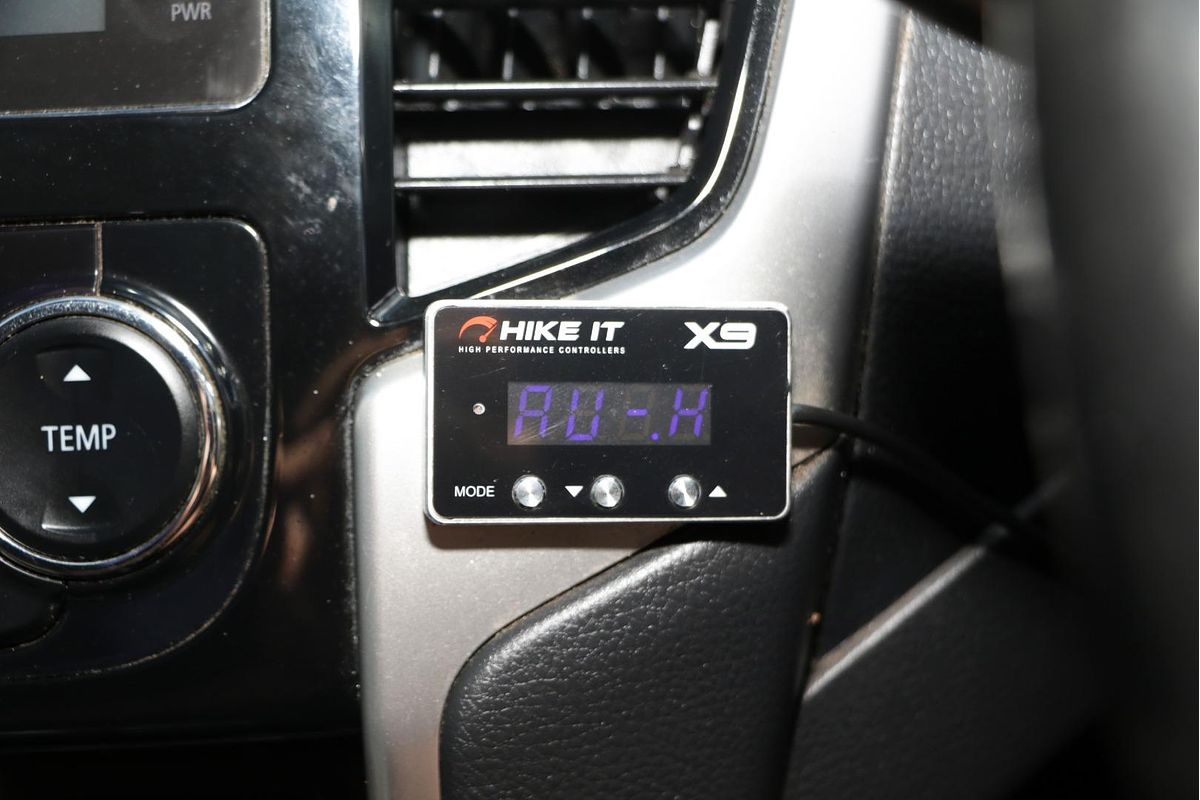 PWR
TEMP
HIKE IT X9
HIGH PERFORMANCE CONTROLLERS
AU-.H
MODE